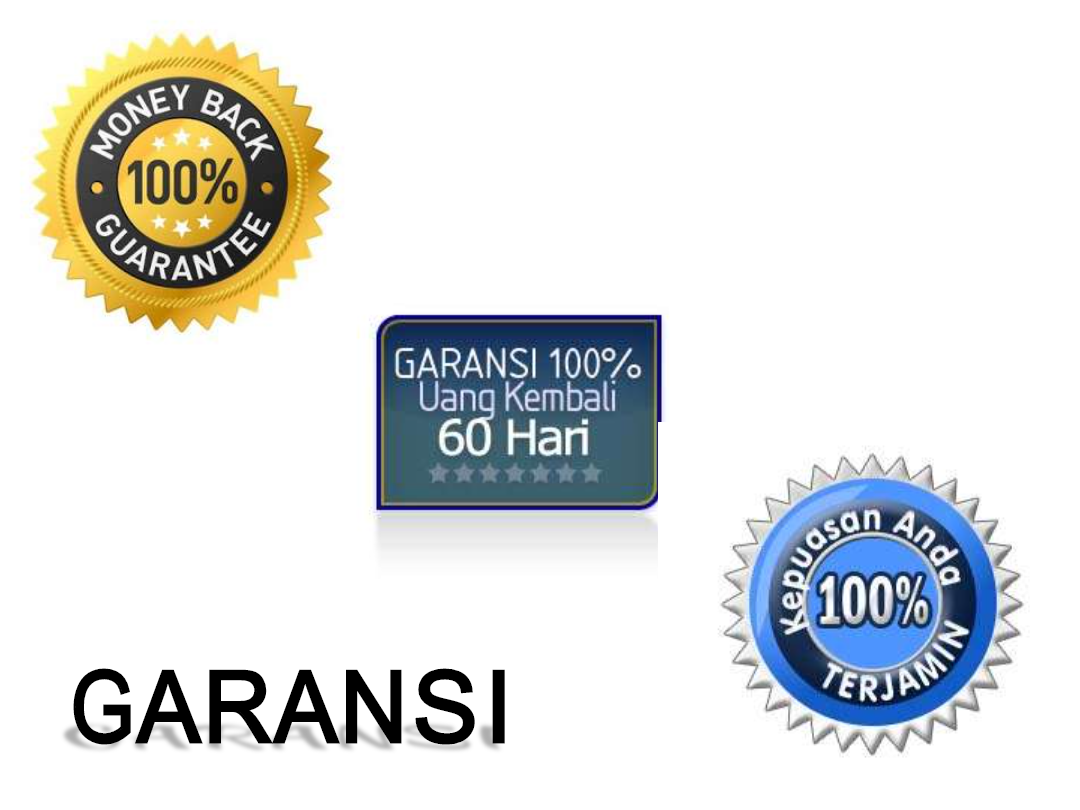 MONEY BACK
100%
GUARANTEE
GARANSI 100%
Uang Kembali
60 Hari
Kepuasan Anda
100%
TERJAMIN
GARANSI